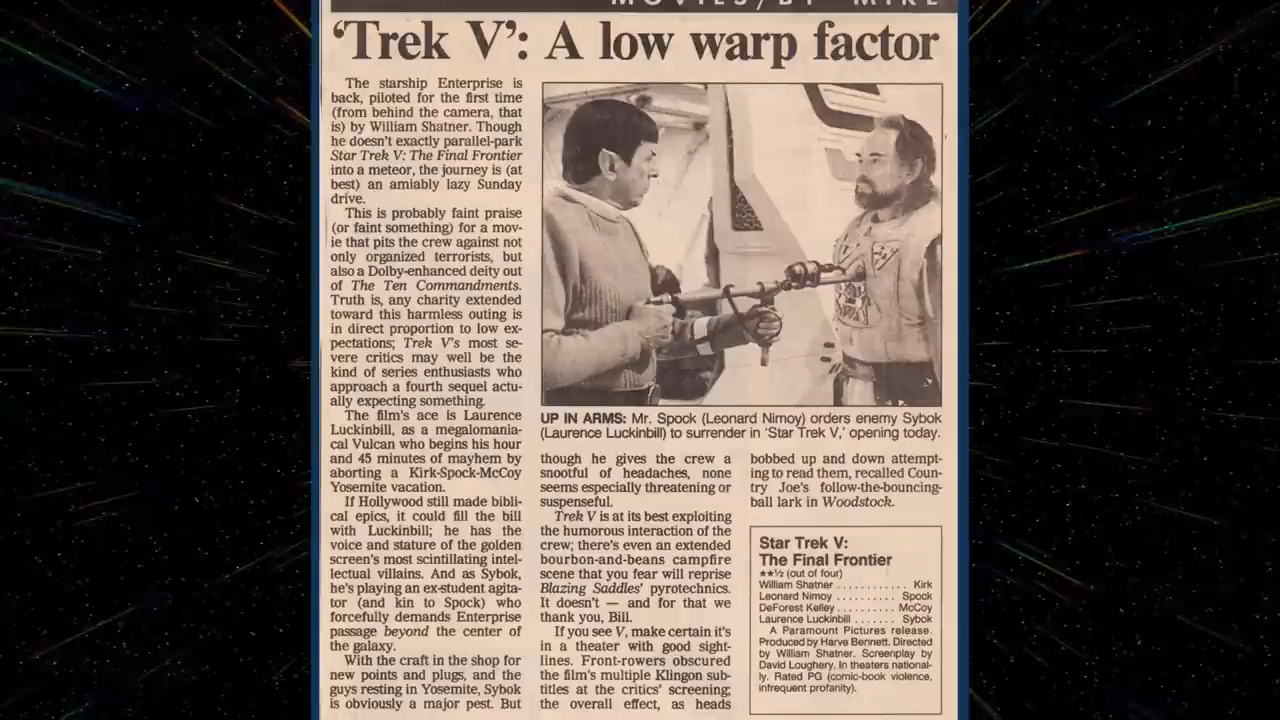 MOVIES/BY MIKE
‘Trek V’: A low warp factor
The starship Enterprise is
back, piloted for the first time
(from behind the camera, that
is) by William Shatner. Though
he doesn't exactly parallel-park
Star Trek V: The Final Frontier
into a meteor, the journey is (at
best) an amiably lazy Sunday
drive.
This is probably faint praise
(or faint something) for a mov-
ie that pits the crew against not
only organized terrorists, but
also a Dolby-enhanced deity out
of The Ten Commandments.
Truth is, any charity extended
toward this harmless outing is
in direct proportion to low ex-
pectations; Trek V's most se-
vere critics may well be the
kind of series enthusiasts who
approach a fourth sequel actu-
ally expecting something.
The film's ace is Laurence
Luckinbill, as a megalomania-
cal Vulcan who begins his hour
and 45 minutes of mayhem by
aborting a Kirk-Spock-McCoy
Yosemite vacation.
If Hollywood still made bibli-
cal epics, it could fill the bill
with Luckinbill; he has the
voice and stature of the golden
screen's most scintillating intel-
lectual villains. And as Sybok,
he's playing an ex-student agita-
tor (and kin to Spock) who
forcefully demands Enterprise
passage beyond the center of
the galaxy.
With the craft in the shop for
new points and plugs, and the
guys resting in Yosemite, Sybok
is obviously a major pest. But
UP IN ARMS: Mr. Spock (Leonard Nimoy) orders enemy Sybok
(Laurence Luckinbill) to surrender in ‘Star Trek V,’ opening today.
though he gives the crew a
snootful of headaches, none
seems especially threatening or
suspenseful.
Trek V is at its best exploiting
the humorous interaction of the
crew; there's even an extended
bourbon-and-beans campfire
scene that you fear will reprise
Blazing Saddles' pyrotechnics.
It doesn't — and for that we
thank you, Bill.
If you see V, make certain it's
in a theater with good sight-
lines. Front-rowers obscured
the film's multiple Klingon sub-
titles at the critics' screening;
the overall effect, as heads
bobbed up and down attempt-
ing to read them, recalled Coun-
try Joe's follow-the-bouncing-
ball lark in Woodstock.
Star Trek V:
The Final Frontier
★★½ (out of four)
William Shatner . . . . . . . . . . . Kirk
Leonard Nimoy . . . . . . . . . . Spock
DeForest Kelley . . . . . . . . . McCoy
Laurence Luckinbill . . . . . . . Sybok
A Paramount Pictures release.
Produced by Harve Bennett. Directed
by William Shatner. Screenplay by
David Loughery. In theaters national-
ly. Rated PG (comic-book violence,
infrequent profanity).